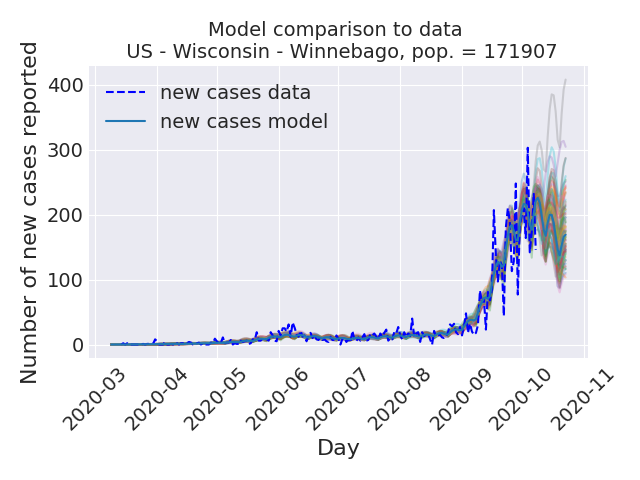 Model comparison to data
US - Wisconsin - Winnebago, pop. = 171907
Number of new cases reported
400
300
200
100
0
new cases data
new cases model
2020-03
2020-04
2020-05
2020-06
2020-07
2020-08
2020-09
2020-10
2020-11
Day